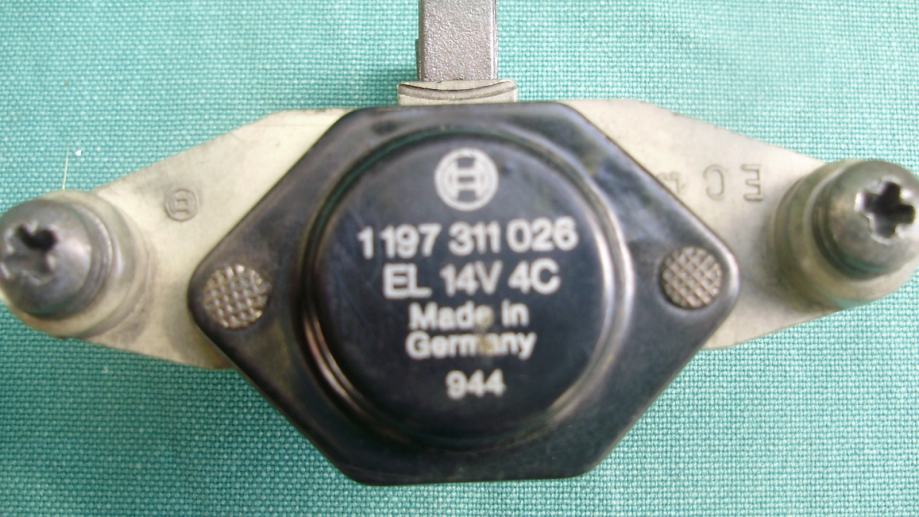 1 197 311 026
EL 14V 4C
Made in
Germany
944